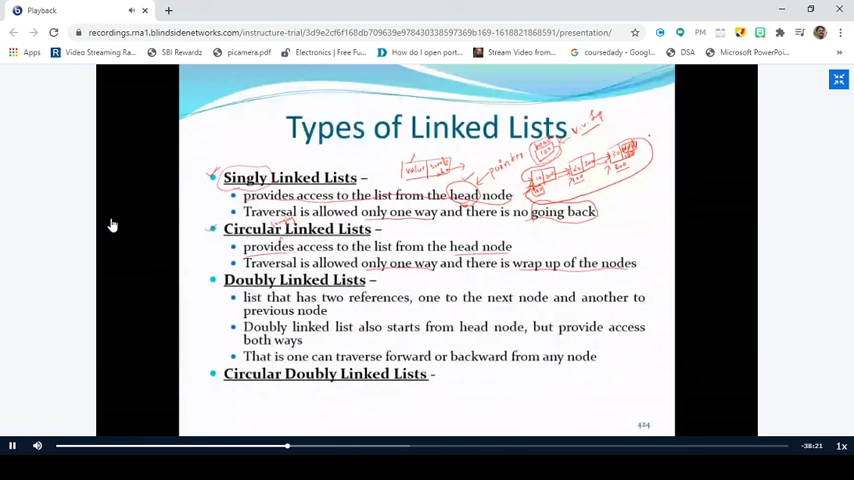 Playback
recordings.rna1.blindsidenetworks.com/instructure-trial/3d9e2cf6bf168db709639e978430338597369b169-1618821868591/presentation/
Apps
Video Streaming Ra...
SBI Rewardz
picamera.pdf
Electronics | Free Fu...
How do I open port...
Stream Video from...
coursedady - Googl...
DSA
Microsoft PowerPoi...
PM
Types of Linked Lists
head
v.v.Imp
value
pointer
Singly Linked Lists –
provides access to the list from the head node
Traversal is allowed only one way and there is no going back
Circular Linked Lists –
provides access to the list from the head node
Traversal is allowed only one way and there is wrap up of the nodes
Doubly Linked Lists –
list that has two references, one to the next node and another to
previous node
Doubly linked list also starts from head node, but provide access
both ways
That is one can traverse forward or backward from any node
Circular Doubly Linked Lists -
424
-38:21
1x